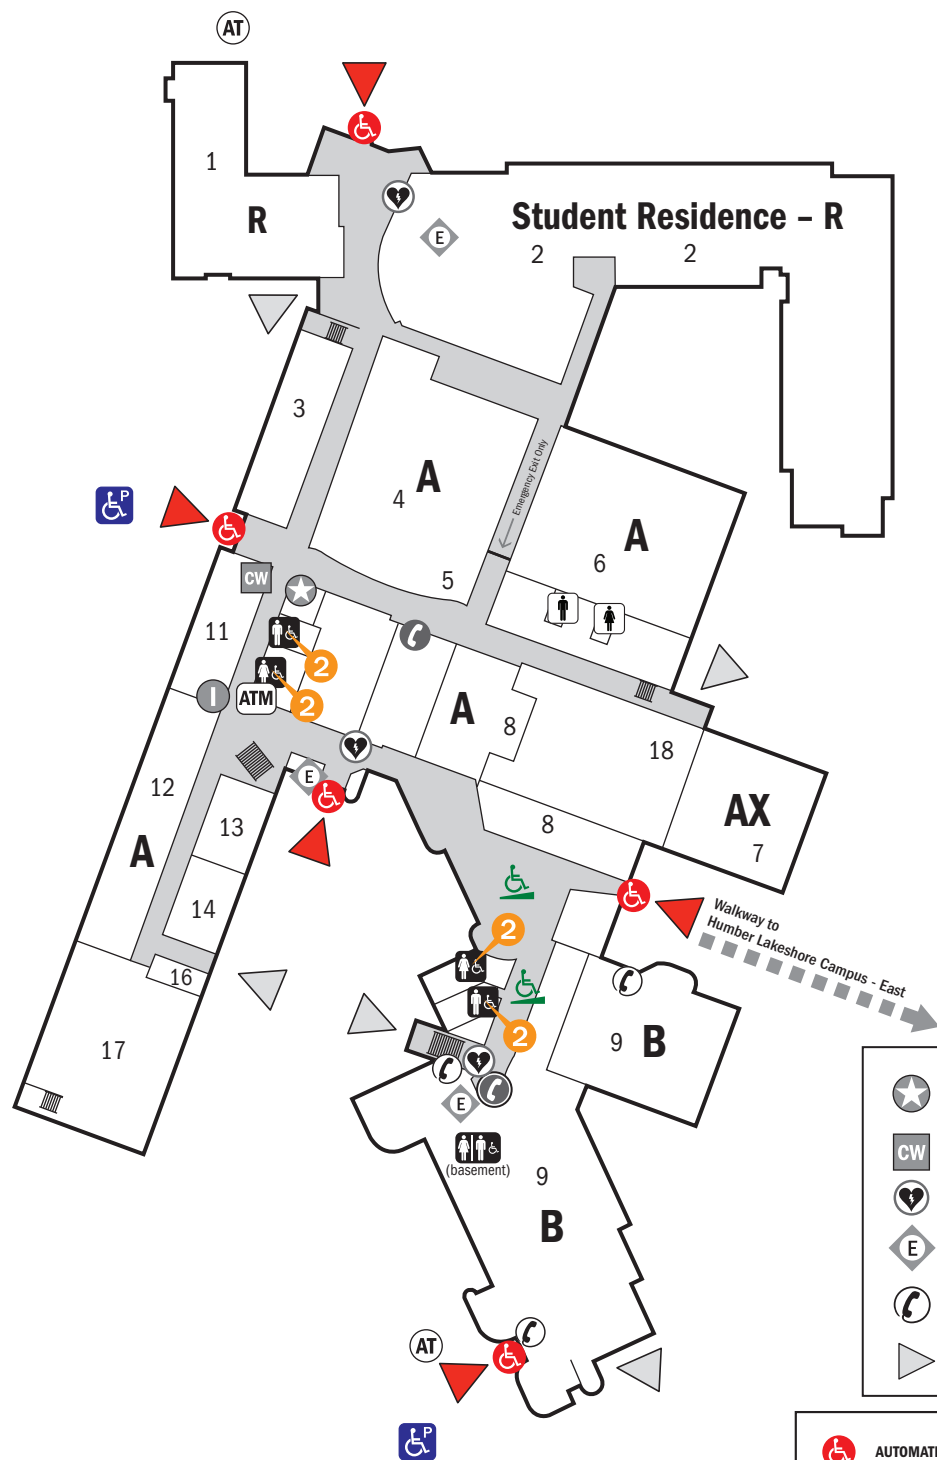 AT
1
R
E
Student Residence – R
2
2
3
A
4
Emergency Exit Only
P
A
6
5
CW
11
2
I
ATM
2
A
8
18
E
12
13
8
AX
7
A
14
Walkway to
Humber Lakeshore Campus - East
2
16
2
9
B
17
E
(basement)
9
B
AT
P
CW
E
AUTOMATI